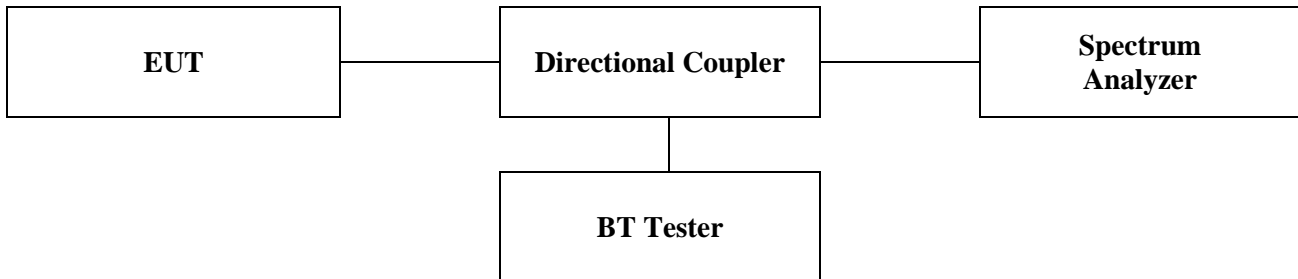 EUT
Directional Coupler
Spectrum
Analyzer
BT Tester